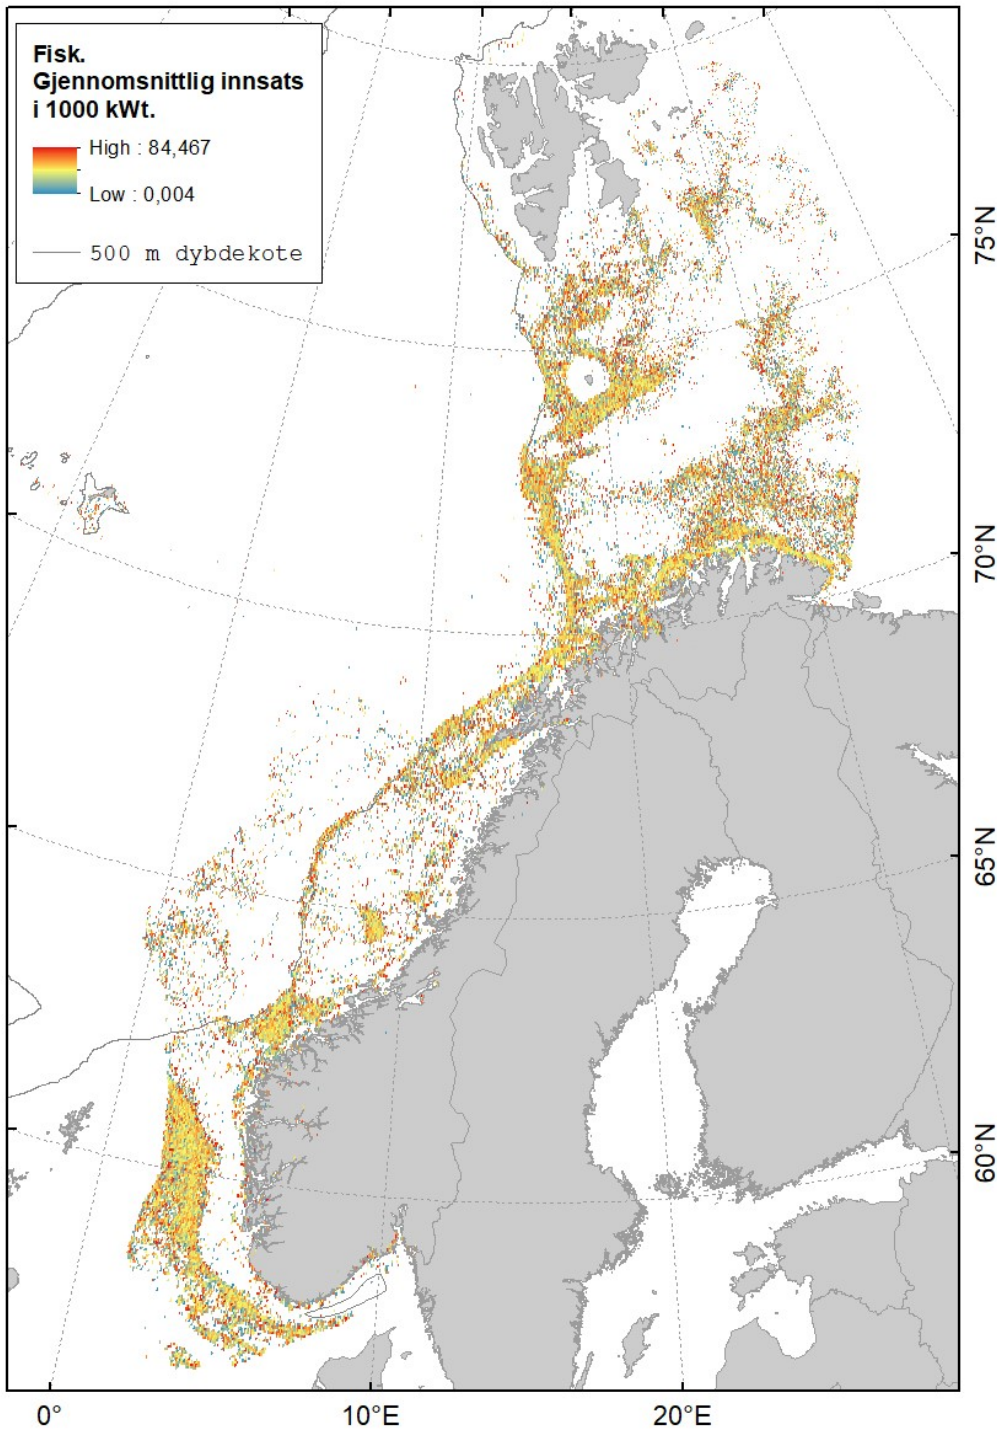 Fisk.
Gjennomsnittlig innsats
i 1000 kWt.
High : 84,467
Low : 0,004
500 m dybdekote
75°N
70°N
65°N
60°N
0°
10°E
20°E